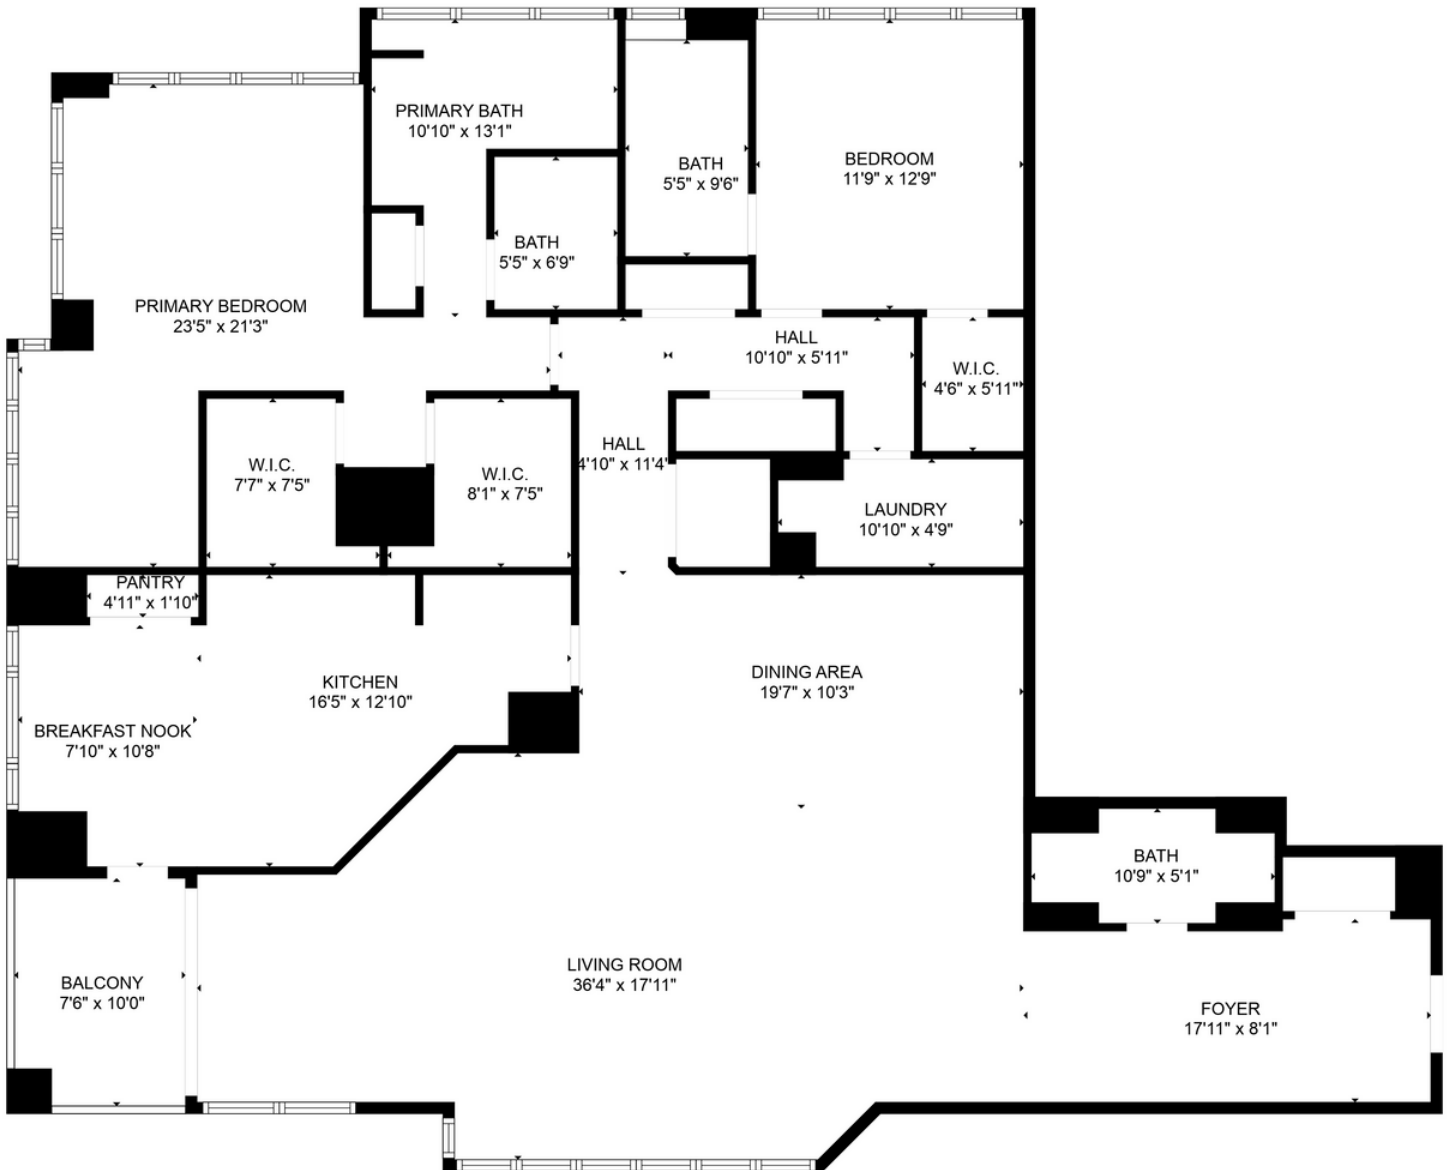 PRIMARY BATH
10'10" x 13'1"
BATH
5'5" x 9'6"
BEDROOM
11'9" x 12'9"
BATH
5'5" x 6'9"
PRIMARY BEDROOM
23'5" x 21'3"
HALL
10'10" x 5'11"
W.I.C.
4'6" x 5'11"
HALL
4'10" x 11'4"
W.I.C.
7'7" x 7'5"
W.I.C.
8'1" x 7'5"
LAUNDRY
10'10" x 4'9"
PANTRY
4'11" x 1'10"
KITCHEN
16'5" x 12'10"
DINING AREA
19'7" x 10'3"
BREAKFAST NOOK
7'10" x 10'8"
BATH
10'9" x 5'1"
LIVING ROOM
36'4" x 17'11"
BALCONY
7'6" x 10'0"
FOYER
17'11" x 8'1"